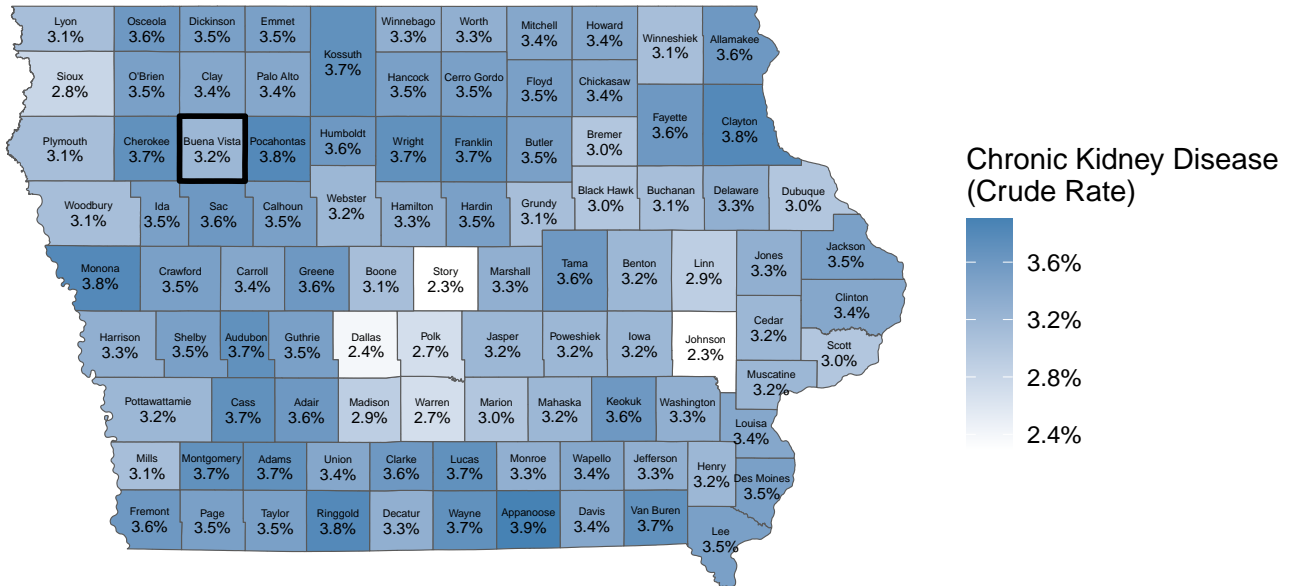 Lyon
3.1%
Osceola
3.6%
Dickinson
3.5%
Emmet
3.5%
Kossuth
3.7%
Winnebago
3.3%
Worth
3.3%
Mitchell
3.4%
Howard
3.4%
Winneshiek
3.1%
Allamakee
3.6%
Sioux
2.8%
O'Brien
3.5%
Clay
3.4%
Palo Alto
3.4%
Hancock
3.5%
Cerro Gordo
3.5%
Floyd
3.5%
Chickasaw
3.4%
Fayette
3.6%
Clayton
3.8%
Plymouth
3.1%
Cherokee
3.7%
Buena Vista
3.2%
Pocahontas
3.8%
Humboldt
3.6%
Wright
3.7%
Franklin
3.7%
Butler
3.5%
Bremer
3.0%
Woodbury
3.1%
Ida
3.5%
Sac
3.6%
Calhoun
3.5%
Webster
3.2%
Hamilton
3.3%
Hardin
3.5%
Grundy
3.1%
Black Hawk
3.0%
Buchanan
3.1%
Delaware
3.3%
Dubuque
3.0%
Monona
3.8%
Crawford
3.5%
Carroll
3.4%
Greene
3.6%
Boone
3.1%
Story
2.3%
Marshall
3.3%
Tama
3.6%
Benton
3.2%
Linn
2.9%
Jones
3.3%
Jackson
3.5%
Clinton
3.4%
Harrison
3.3%
Shelby
3.5%
Audubon
3.7%
Guthrie
3.5%
Dallas
2.4%
Polk
2.7%
Jasper
3.2%
Poweshiek
3.2%
Iowa
3.2%
Johnson
2.3%
Cedar
3.2%
Scott
3.0%
Muscatine
3.2%
Pottawattamie
3.2%
Cass
3.7%
Adair
3.6%
Madison
2.9%
Warren
2.7%
Marion
3.0%
Mahaska
3.2%
Keokuk
3.6%
Washington
3.3%
Louisa
3.4%
Mills
3.1%
Montgomery
3.7%
Adams
3.7%
Union
3.4%
Clarke
3.6%
Lucas
3.7%
Monroe
3.3%
Wapello
3.4%
Jefferson
3.3%
Henry
3.2%
Des Moines
3.5%
Fremont
3.6%
Page
3.5%
Taylor
3.5%
Ringgold
3.8%
Decatur
3.3%
Wayne
3.7%
Appanoose
3.9%
Davis
3.4%
Van Buren
3.7%
Lee
3.5%
Chronic Kidney Disease
(Crude Rate)
3.6%
3.2%
2.8%
2.4%